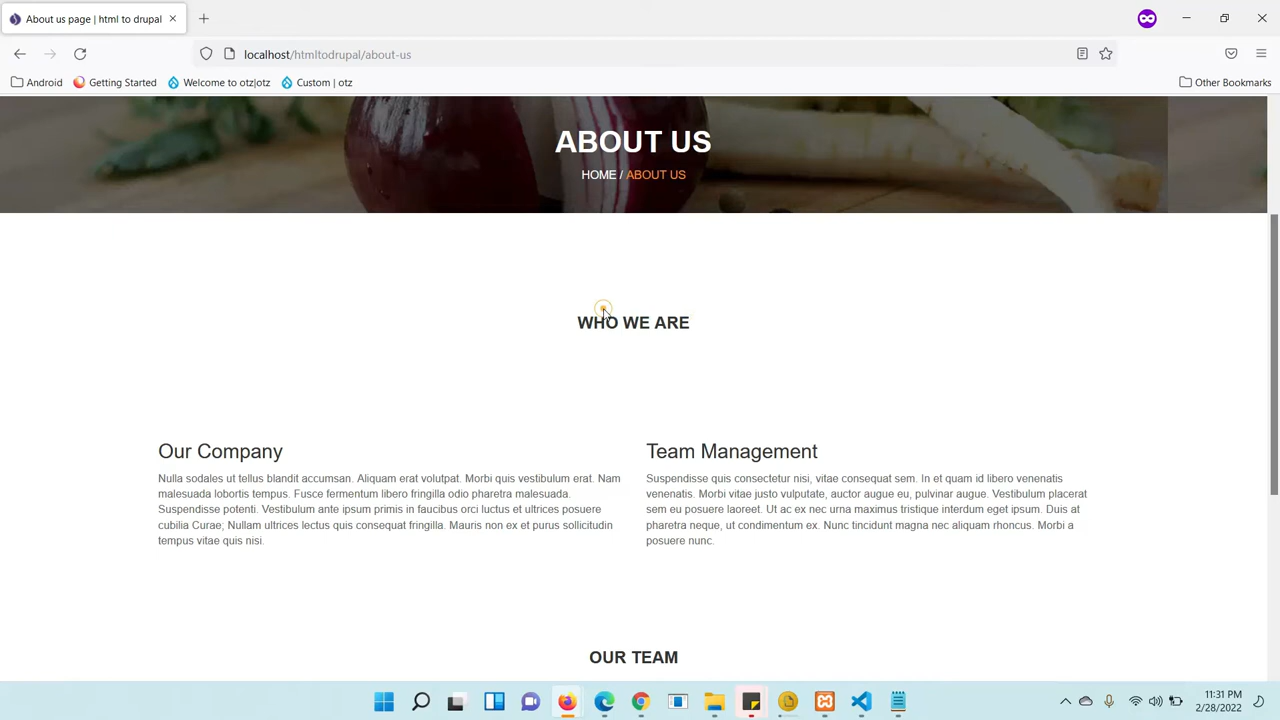 About us page | html to drupal
localhost/htmltodrupal/about-us
Android
Getting Started
Welcome to otz|otz
Custom | otz
Other Bookmarks
ABOUT US
HOME / ABOUT US
WHO WE ARE
Our Company
Nulla sodales ut tellus blandit accumsan. Aliquam erat volutpat. Morbi quis vestibulum erat. Nam
malesuada lobortis tempus. Fusce fermentum libero fringilla odio pharetra malesuada.
Suspendisse potenti. Vestibulum ante ipsum primis in faucibus orci luctus et ultrices posuere
cubilia Curae; Nullam ultrices lectus quis consequat fringilla. Mauris non ex et purus sollicitudin
tempus vitae quis nisi.
Team Management
Suspendisse quis consectetur nisi, vitae consequat sem. In et quam id libero venenatis
venenatis. Morbi vitae justo vulputate, auctor augue eu, pulvinar augue. Vestibulum placerat
sem eu posuere laoreet. Ut ac ex nec urna maximus tristique interdum eget ipsum. Duis at
pharetra neque, ut condimentum ex. Nunc tincidunt magna nec aliquam rhoncus. Morbi a
posuere nunc.
OUR TEAM
11:31 PM
2/28/2022